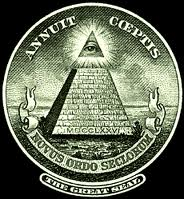 ANNUIT CŒPTIS
MDCCLXXVI
NOVUS ORDO SECLORUM
THE GREAT SEAL